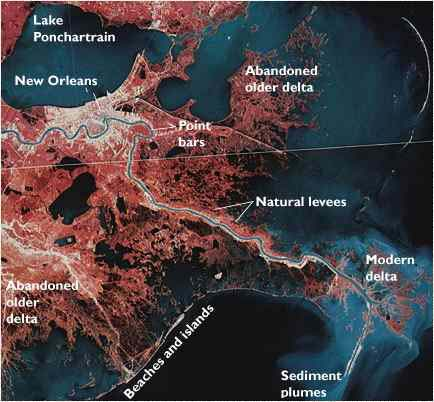 Lake
Ponchartrain
New Orleans
Abandoned
older delta
Point
bars
Natural levees
Modern
delta
Abandoned
older
delta
Beaches and islands
Sediment
plumes